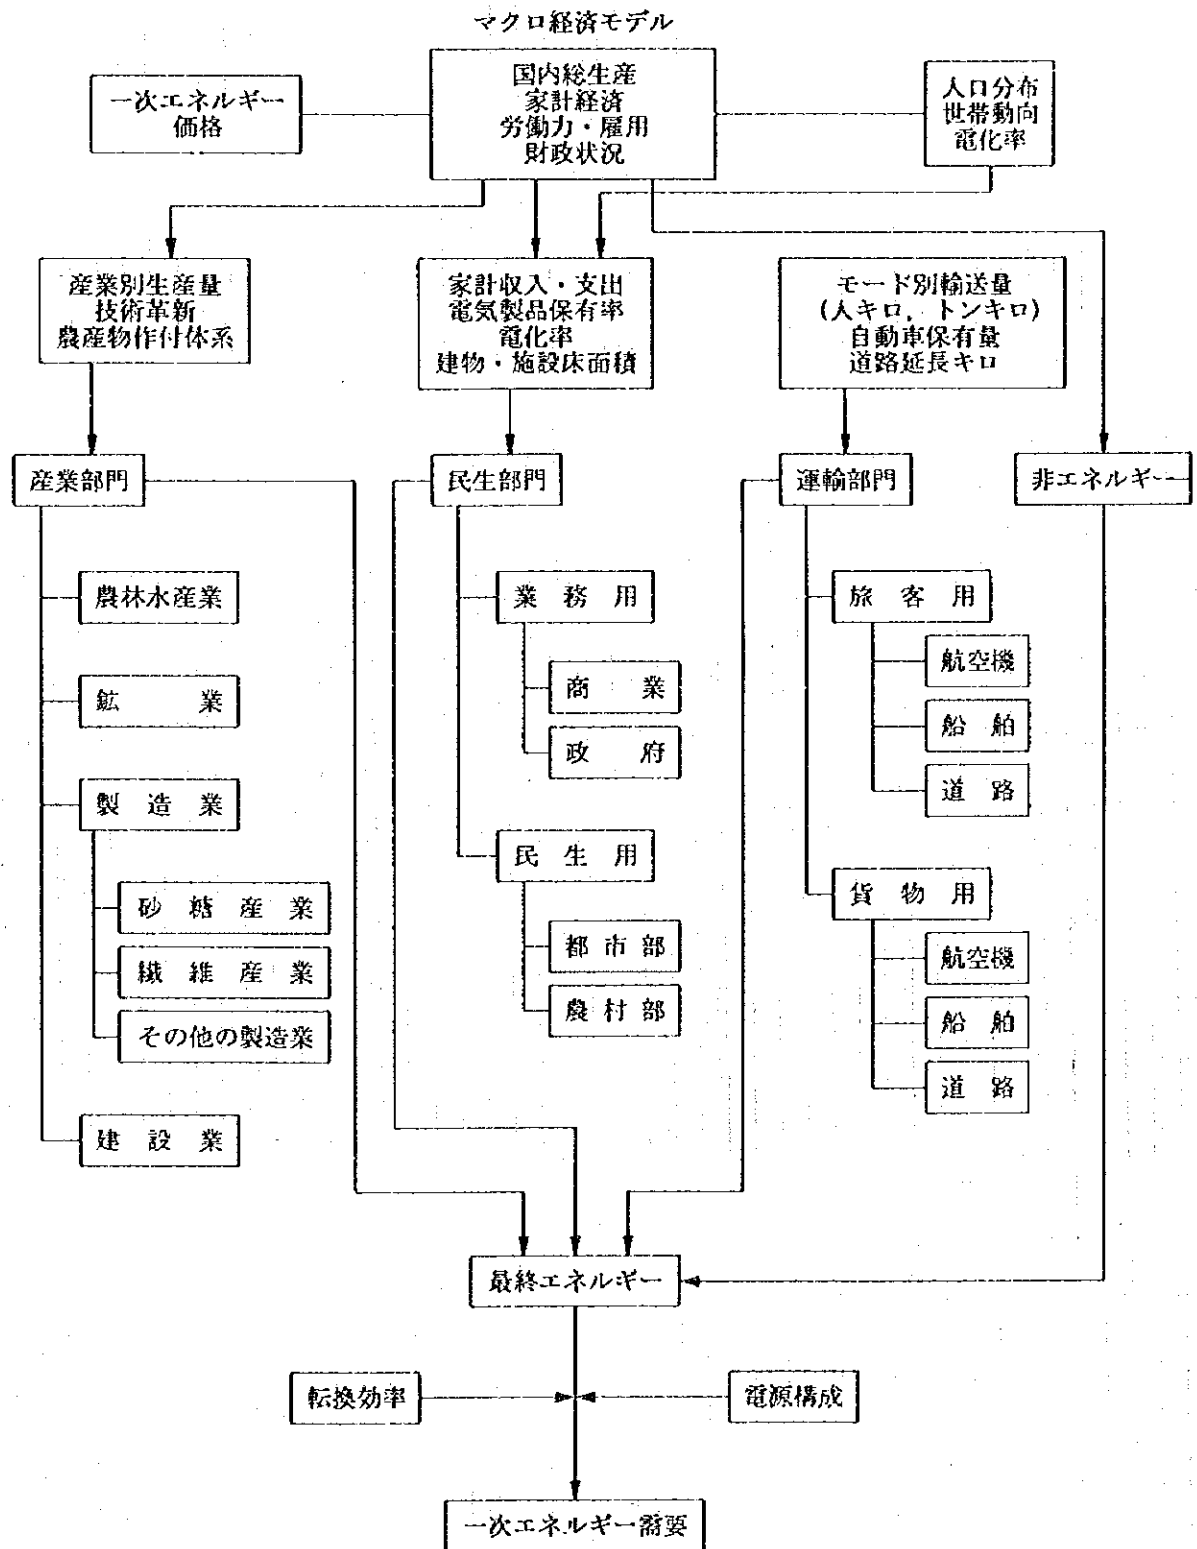 マクロ経済モデル
一次エネルギー
価格
国内総生産
家計経済
労働力・雇用
財政状況
人口分布
世帯動向
電化率
産業別生産量
技術革新
農産物作付体系
家計収入・支出
電気製品保有率
電化率
建物・施設床面積
モード別輸送量
(人キロ, トンキロ)
自動車保有量
道路延長キロ
産業部門
民生部門
運輸部門
非エネルギー
農林水産業
鉱業
製造業
砂糖産業
繊維産業
その他の製造業
建設業
業務用
商業
政府
民生用
都市部
農村部
旅客用
航空機
船舶
道路
貨物用
航空機
船舶
道路
最終エネルギー
転換効率
電源構成
一次エネルギー需要